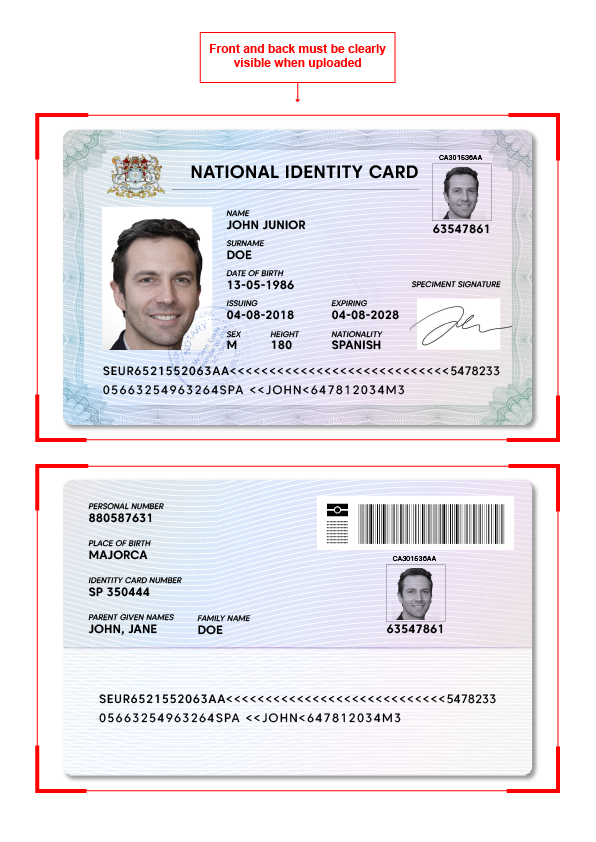 Front and back must be clearly
visible when uploaded
NATIONAL IDENTITY CARD
CA301536AA
63547861
NAME
JOHN JUNIOR
SURNAME
DOE
DATE OF BIRTH
13-05-1986
SPECIMENT SIGNATURE
ISSUING EXPIRING
04-08-2018 04-08-2028
SEX HEIGHT NATIONALITY
M 180 SPANISH
NOTARY
SEUR6521552063AA<<<<<<<<<<<<<<<<<<<<<<<<<<<<5478233
05663254963264SPA <<JOHN<647812034M3
PERSONAL NUMBER
880587631
PLACE OF BIRTH
MAJORCA
CA301536AA
IDENTITY CARD NUMBER
SP 350444
PARENT GIVEN NAMES FAMILY NAME
JOHN, JANE DOE
63547861
SEUR6521552063AA<<<<<<<<<<<<<<<<<<<<<<<<<<<<5478233
05663254963264SPA <<JOHN<647812034M3